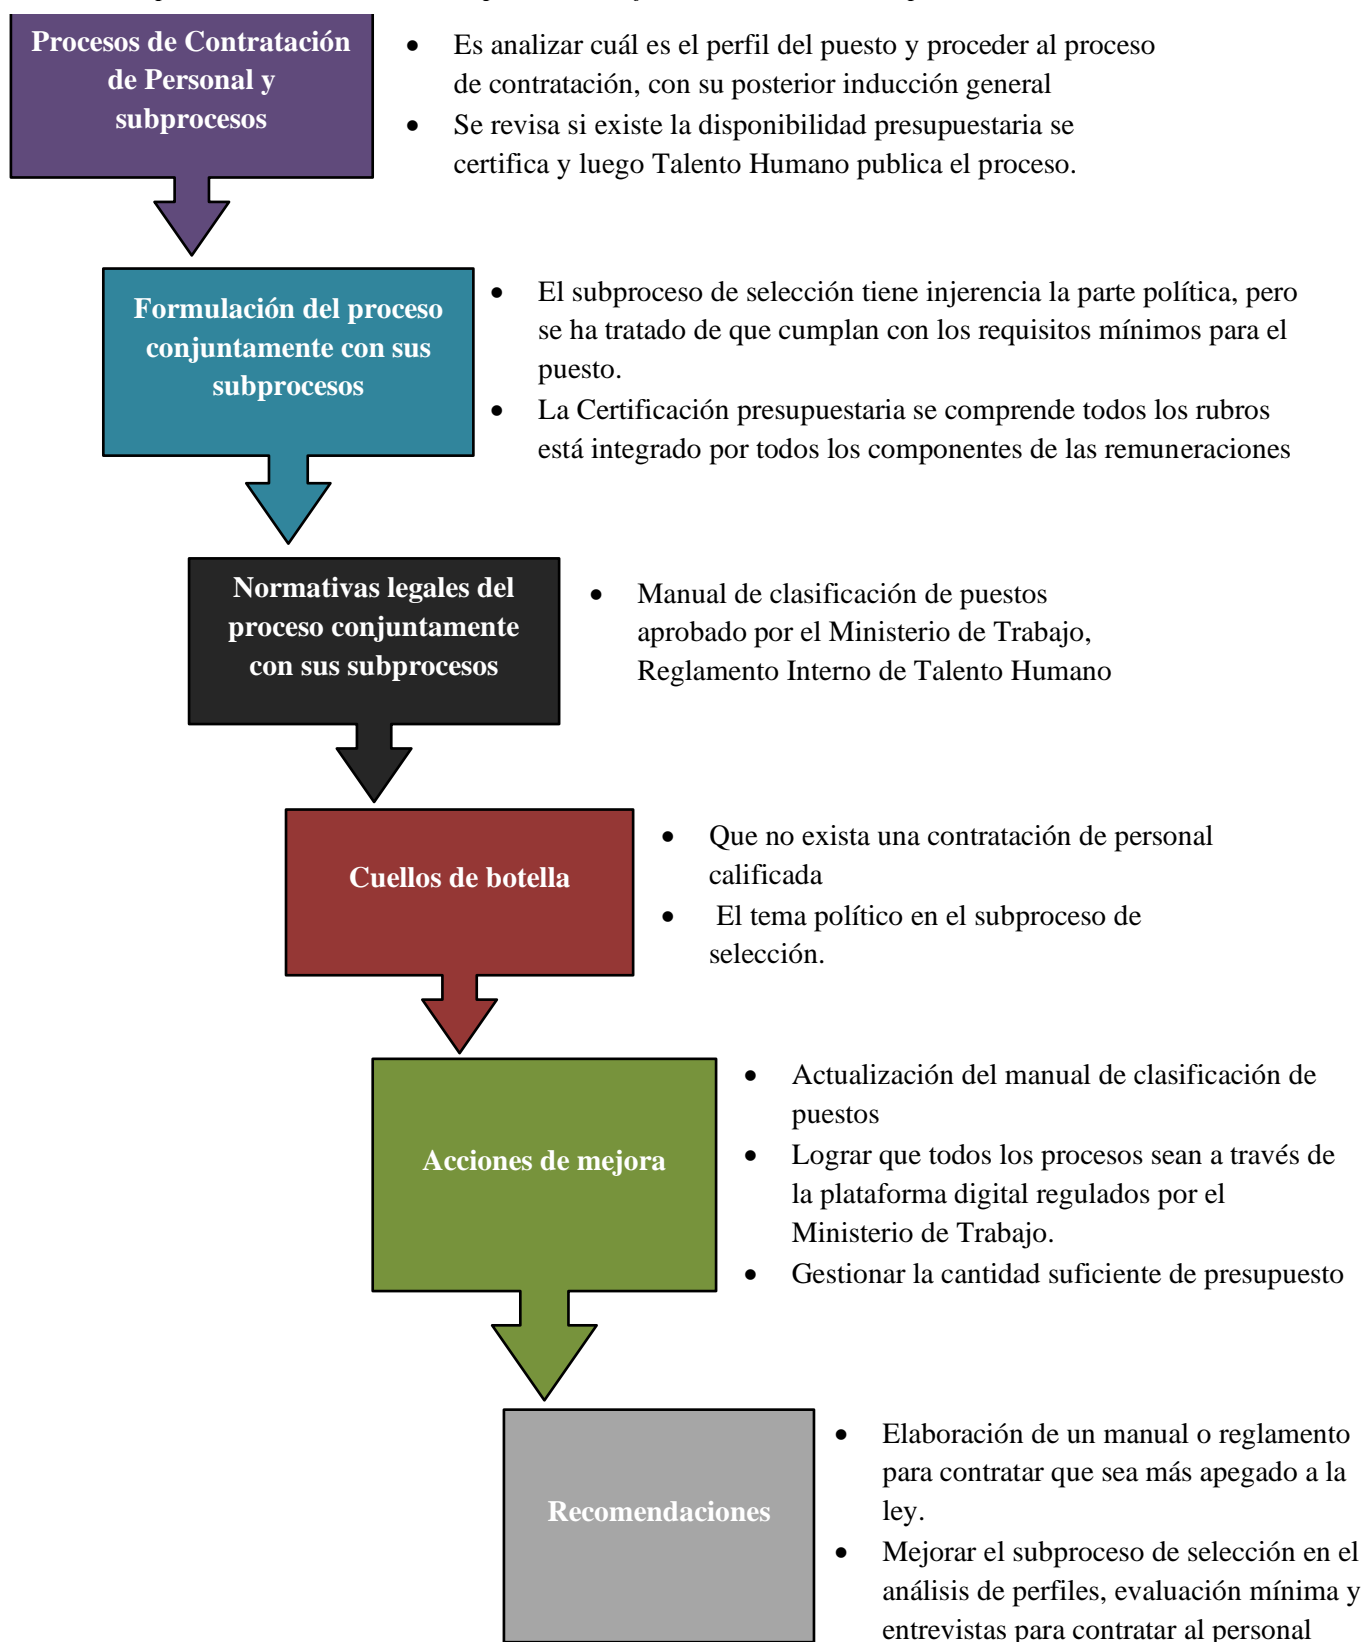 Procesos de Contratación
de Personal y
subprocesos
• Es analizar cuál es el perfil del puesto y proceder al proceso
de contratación, con su posterior inducción general
• Se revisa si existe la disponibilidad presupuestaria se
certifica y luego Talento Humano publica el proceso.
Formulación del proceso
conjuntamente con sus
subprocesos
• El subproceso de selección tiene injerencia la parte política, pero
se ha tratado de que cumplan con los requisitos mínimos para el
puesto.
• La Certificación presupuestaria se comprende todos los rubros
está integrado por todos los componentes de las remuneraciones
Normativas legales del
proceso conjuntamente
con sus subprocesos
• Manual de clasificación de puestos
aprobado por el Ministerio de Trabajo,
Reglamento Interno de Talento Humano
Cuellos de botella
• Que no exista una contratación de personal
calificada
• El tema político en el subproceso de
selección.
Acciones de mejora
• Actualización del manual de clasificación de
puestos
• Lograr que todos los procesos sean a través de
la plataforma digital regulados por el
Ministerio de Trabajo.
• Gestionar la cantidad suficiente de presupuesto
Recomendaciones
• Elaboración de un manual o reglamento
para contratar que sea más apegado a la
ley.
• Mejorar el subproceso de selección en el
análisis de perfiles, evaluación mínima y
entrevistas para contratar al personal